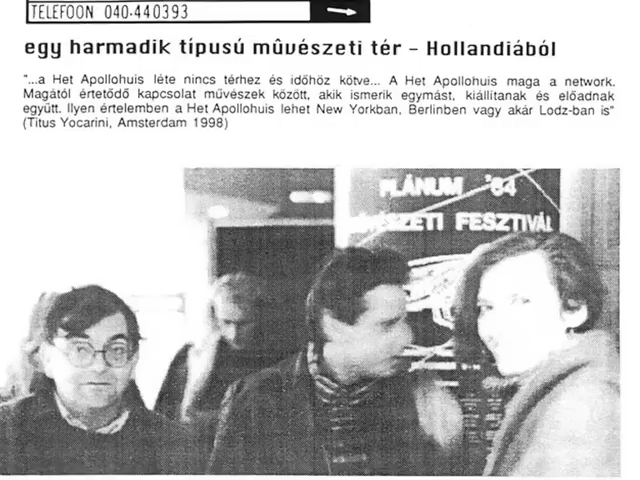 TELEFOON 040-440393
egy harmadik típusú mûvészeti tér - Hollandiából
"...a Het Apollohuis léte nincs térhez és időhöz kötve... A Het Apollohuis maga a network.
Magától értetődő kapcsolat művészek között, akik ismerik egymást, kiállítanak és előadnak
együtt. Ilyen értelemben a Het Apollohuis lehet New Yorkban, Berlinben vagy akár Lodz-ban is"
(Titus Yocarini, Amsterdam 1998)
PLÁNUM '84
MŰVÉSZETI FESZTIVÁL